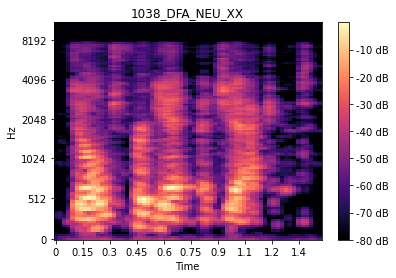 1038_DFA_NEU_XX
8192
4096
2048
1024
512
0
Hz
0 0.15 0.3 0.45 0.6 0.75 0.9 1.1 1.2 1.4
Time
-10 dB
-20 dB
-30 dB
-40 dB
-50 dB
-60 dB
-70 dB
-80 dB